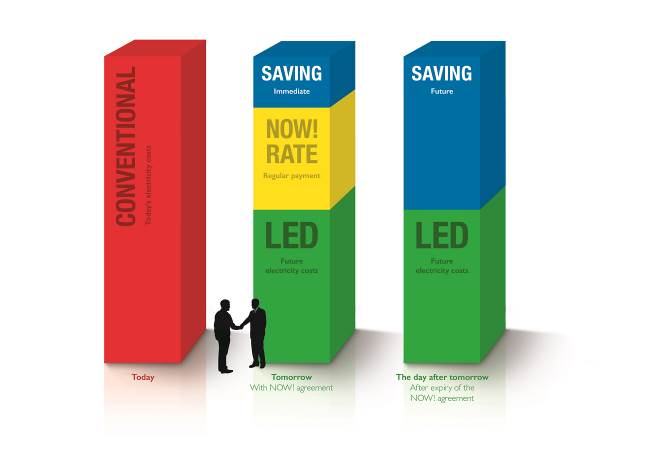 CONVENTIONAL
Today's electricity costs
Today
SAVING
Immediate
NOW!
RATE
Regular payment
LED
Future
electricity costs
Tomorrow
With NOW! agreement
SAVING
Future
LED
Future
electricity costs
The day after tomorrow
After expiry of the
NOW! agreement